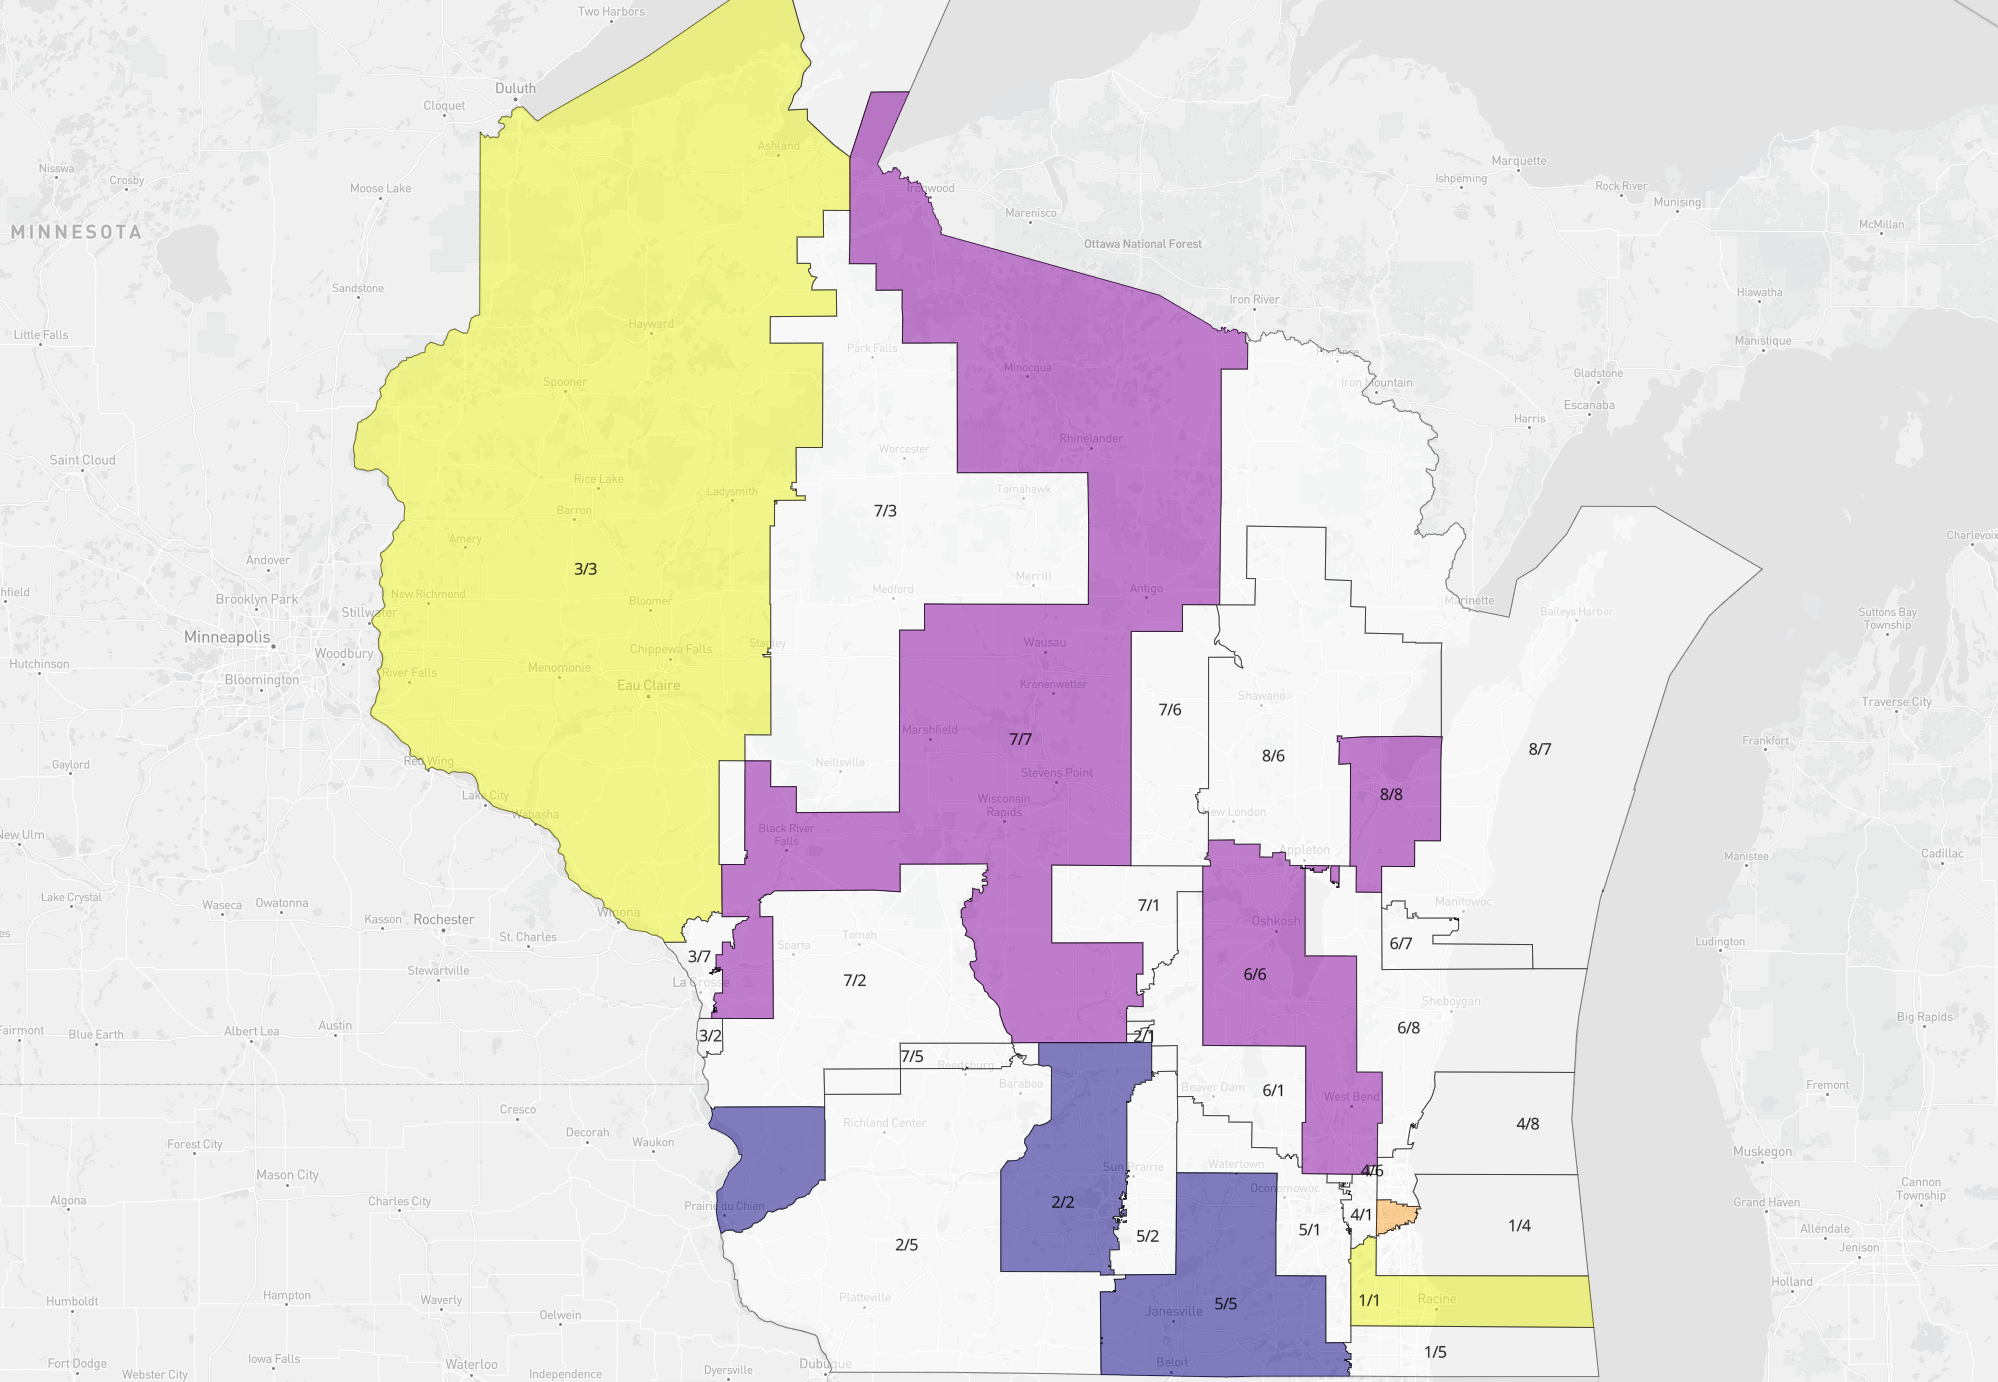 Two Harbors
Duluth
Cloquet
Ashland
Nisswa
Crosby
Moose Lake
Ironwood
Marquette
Ishpeming
Rock River
Munising
McMillan
MINNESOTA
Marenisco
Ottawa National Forest
Sandstone
Iron River
Hiawatha
Little Falls
Hayward
Park Falls
Manistique
Spooner
Minocqua
Iron Mountain
Gladstone
Escanaba
Harris
Saint Cloud
Worcester
Rhinelander
Rice Lake
Ladysmith
Tomahawk
7/3
Barron
Amery
Charlevoix
Andover
3/3
Merrill
Medford
Antigo
hfield
Brooklyn Park
New Richmond
Bloomer
Stillwater
Marinette
Baileys Harbor
Suttons Bay
Township
Minneapolis
Woodbury
Stanley
Chippewa Falls
Wausau
Hutchinson
Bloomington
River Falls
Menomonie
Eau Claire
Kronenwetter
Shawano
Traverse City
7/6
Marshfield
7/7
8/6
8/7
Frankfort
Gaylord
Red Wing
Neillsville
Stevens Point
Lake City
Wisconsin
Rapids
8/8
Wabasha
New London
New Ulm
Black River
Falls
Appleton
Manistee
Cadillac
Lake Crystal
Waseca
Owatonna
Kasson
Rochester
Winona
7/1
Oshkosh
Manitowoc
es
St. Charles
Tomah
Sparta
6/7
Ludington
Stewartville
3/7
La Crosse
7/2
6/6
Sheboygan
Fairmont
Blue Earth
Albert Lea
Austin
3/2
2/1
6/8
Big Rapids
7/5
Reedsburg
Baraboo
Beaver Dam
6/1
West Bend
Fremont
Cresco
Decorah
Waukon
Richland Center
4/8
Forest City
Mason City
Sun Prairie
Watertown
4/6
Muskegon
Algona
Charles City
Prairie du Chien
2/2
Oconomowoc
4/1
Cannon
Township
Grand Haven
Allendale
Jenison
2/5
5/2
5/1
1/4
Humboldt
Hampton
Waverly
Oelwein
Platteville
Janesville
5/5
1/1
Racine
Holland
Fort Dodge
Webster City
Iowa Falls
Waterloo
Independence
Dyersville
Dubuque
Beloit
1/5